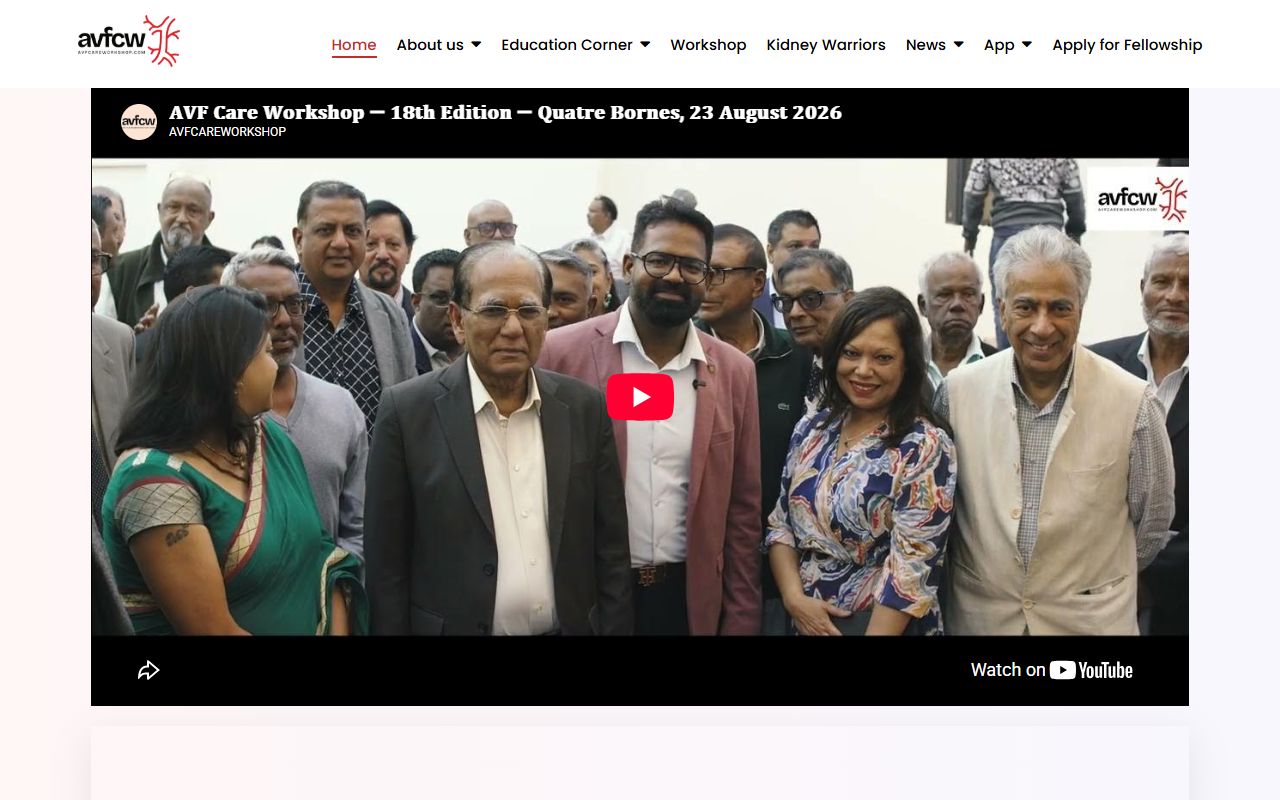 avfcw
AVFCAREWORKSHOP.COM
Home
About us
Education Corner
Workshop
Kidney Warriors
News
App
Apply for Fellowship
avfcw
AVF Care Workshop — 18th Edition — Quatre Bornes, 23 August 2026
AVFCAREWORKSHOP
avfcw
AVFCAREWORKSHOP.COM
Watch on YouTube